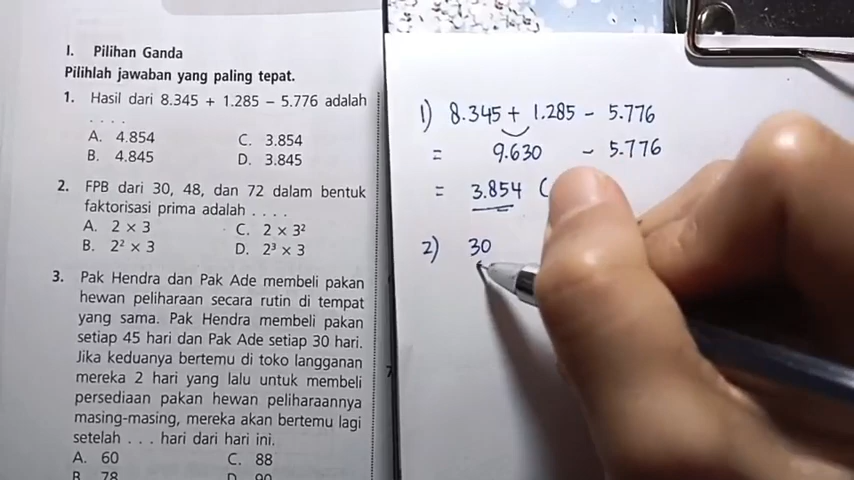 I. Pilihan Ganda
Pilihlah jawaban yang paling tepat.
1. Hasil dari 8.345 + 1.285 – 5.776 adalah
. . . .
A. 4.854 C. 3.854
B. 4.845 D. 3.845
2. FPB dari 30, 48, dan 72 dalam bentuk
faktorisasi prima adalah . . . .
A. 2 × 3 C. 2 × 3²
B. 2² × 3 D. 2³ × 3
3. Pak Hendra dan Pak Ade membeli pakan
hewan peliharaan secara rutin di tempat
yang sama. Pak Hendra membeli pakan
setiap 45 hari dan Pak Ade setiap 30 hari.
Jika keduanya bertemu di toko langganan
mereka 2 hari yang lalu untuk membeli
persediaan pakan hewan peliharaannya
masing-masing, mereka akan bertemu lagi
setelah . . . hari dari hari ini.
A. 60 C. 88
B. 78 D. 90
1) 8.345 + 1.285 - 5.776
= 9.630 - 5.776
= 3.854 (
2) 30